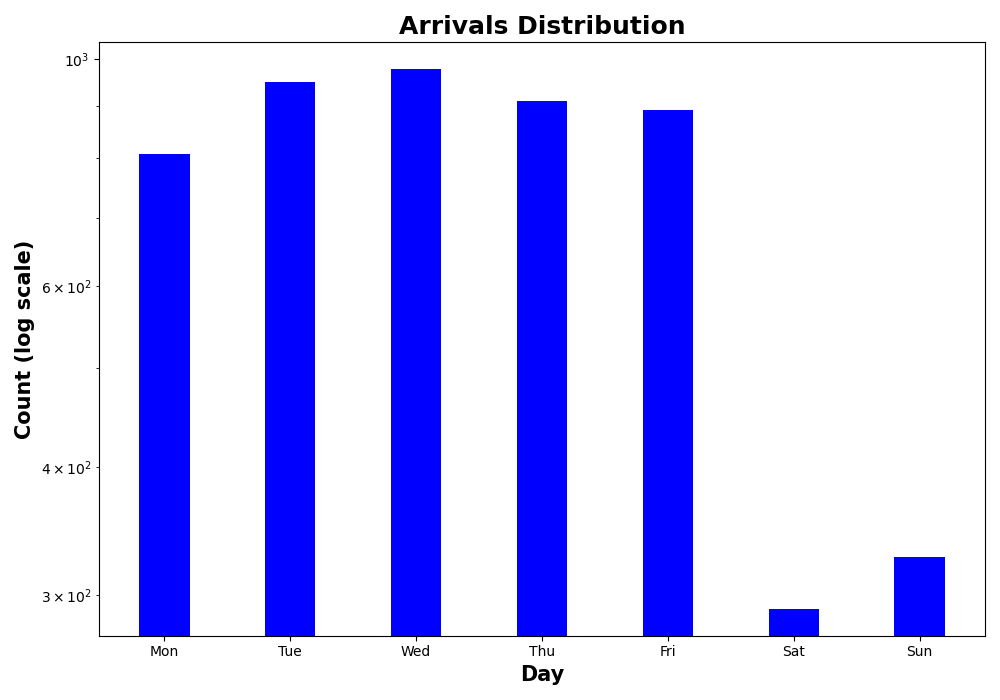 Arrivals Distribution
10³
6 × 10²
4 × 10²
3 × 10²
Count (log scale)
Mon Tue Wed Thu Fri Sat Sun
Day